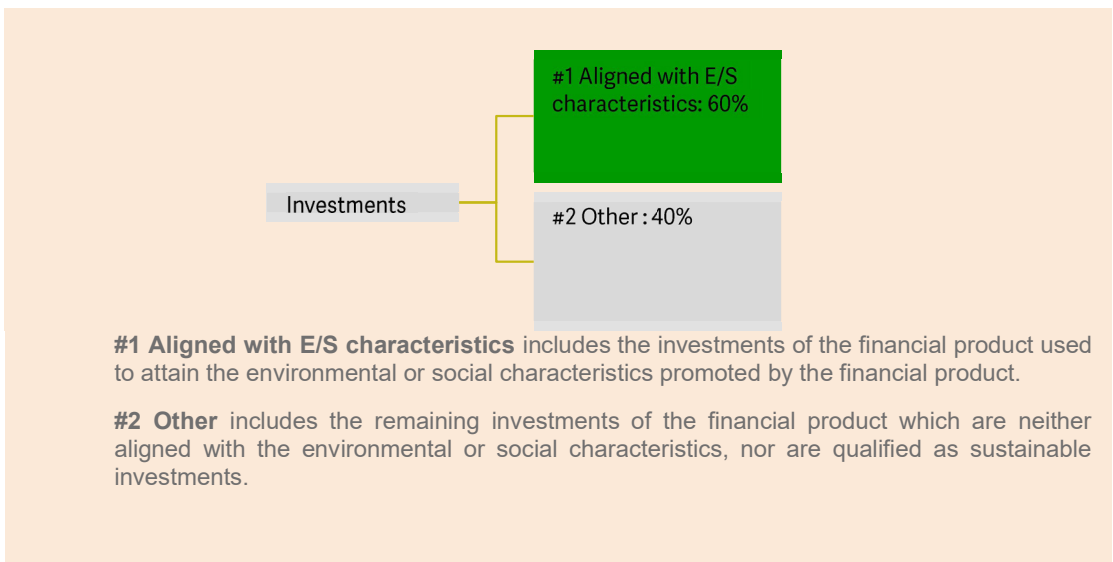 #1 Aligned with E/S
characteristics: 60%
Investments
#2 Other : 40%
#1 Aligned with E/S characteristics includes the investments of the financial product used
to attain the environmental or social characteristics promoted by the financial product.
#2 Other includes the remaining investments of the financial product which are neither
aligned with the environmental or social characteristics, nor are qualified as sustainable
investments.